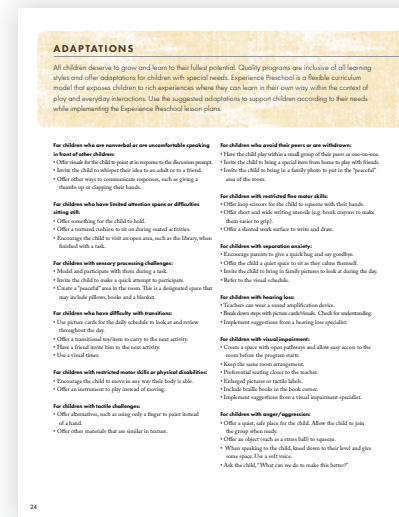 ADAPTATIONS
All children deserve to grow and learn to their fullest potential. Quality programs are inclusive of all learning
styles and offer adaptations for children with special needs. Experience Preschool is a flexible curriculum
model that exposes children to rich experiences where they can learn in their own way within the context of
play and everyday interactions. Use the suggested adaptations to support children according to their needs
while implementing the Experience Preschool lesson plans.
For children who are nonverbal or are uncomfortable speaking
in front of other children:
• Offer visuals for the child to point at in response to the discussion prompt.
• Invite the child to whisper their idea to an adult or to a friend.
• Offer other ways to communicate responses, such as giving a
thumbs up or clapping their hands.
For children who have limited attention spans or difficulties
sitting still:
• Offer something for the child to hold.
• Offer a textured cushion to sit on during seated activities.
• Encourage the child to visit an open area, such as the library, when
finished with a task.
For children with sensory processing challenges:
• Model and participate with them during a task.
• Invite the child to make a quick attempt to participate.
• Create a "peaceful" area in the room. This is a designated space that
may include pillows, books and a blanket.
For children who have difficulty with transitions:
• Use picture cards for the daily schedule to look at and review
throughout the day.
• Offer a transitional toy/item to carry to the next activity.
• Have a friend invite him to the next activity.
• Use a visual timer.
For children with restricted motor skills or physical disabilities:
• Encourage the child to move in any way their body is able.
• Offer an instrument to play instead of moving.
For children with tactile challenges:
• Offer alternatives, such as using only a finger to paint instead
of a hand.
• Offer other materials that are similar in texture.
For children who avoid their peers or are withdrawn:
• Have the child play within a small group of their peers or one-on-one.
• Invite the child to bring a special item from home to play with friends.
• Invite the child to bring in a family photo to put in the "peaceful"
area of the room.
For children with restricted fine motor skills:
• Offer loop scissors for the child to squeeze with their hands.
• Offer short and wide writing utensils (e.g. break crayons to make
them easier to grip).
• Offer a slanted work surface to write and draw.
For children with separation anxiety:
• Encourage parents to give a quick hug and say goodbye.
• Offer the child a quiet space to sit as they calms themself.
• Invite the child to bring in family pictures to look at during the day.
• Refer to the visual schedule.
For children with hearing loss:
• Teachers can wear a sound amplification device.
• Break down steps with picture cards/visuals. Check for understanding.
• Implement suggestions from a hearing loss specialist.
For children with visual impairment:
• Create a space with open pathways and allow easy access to the
room before the program starts.
• Keep the same room arrangement.
• Preferential seating closer to the teacher.
• Enlarged pictures or tactile labels.
• Include braille books in the book corner.
• Implement suggestions from a visual impairment specialist.
For children with anger/aggression:
• Offer a quiet, safe place for the child. Allow the child to join
the group when ready.
• Offer an object (such as a stress ball) to squeeze.
• When speaking to the child, kneel down to their level and give
some space. Use a soft voice.
• Ask the child, "What can we do to make this better?"
24